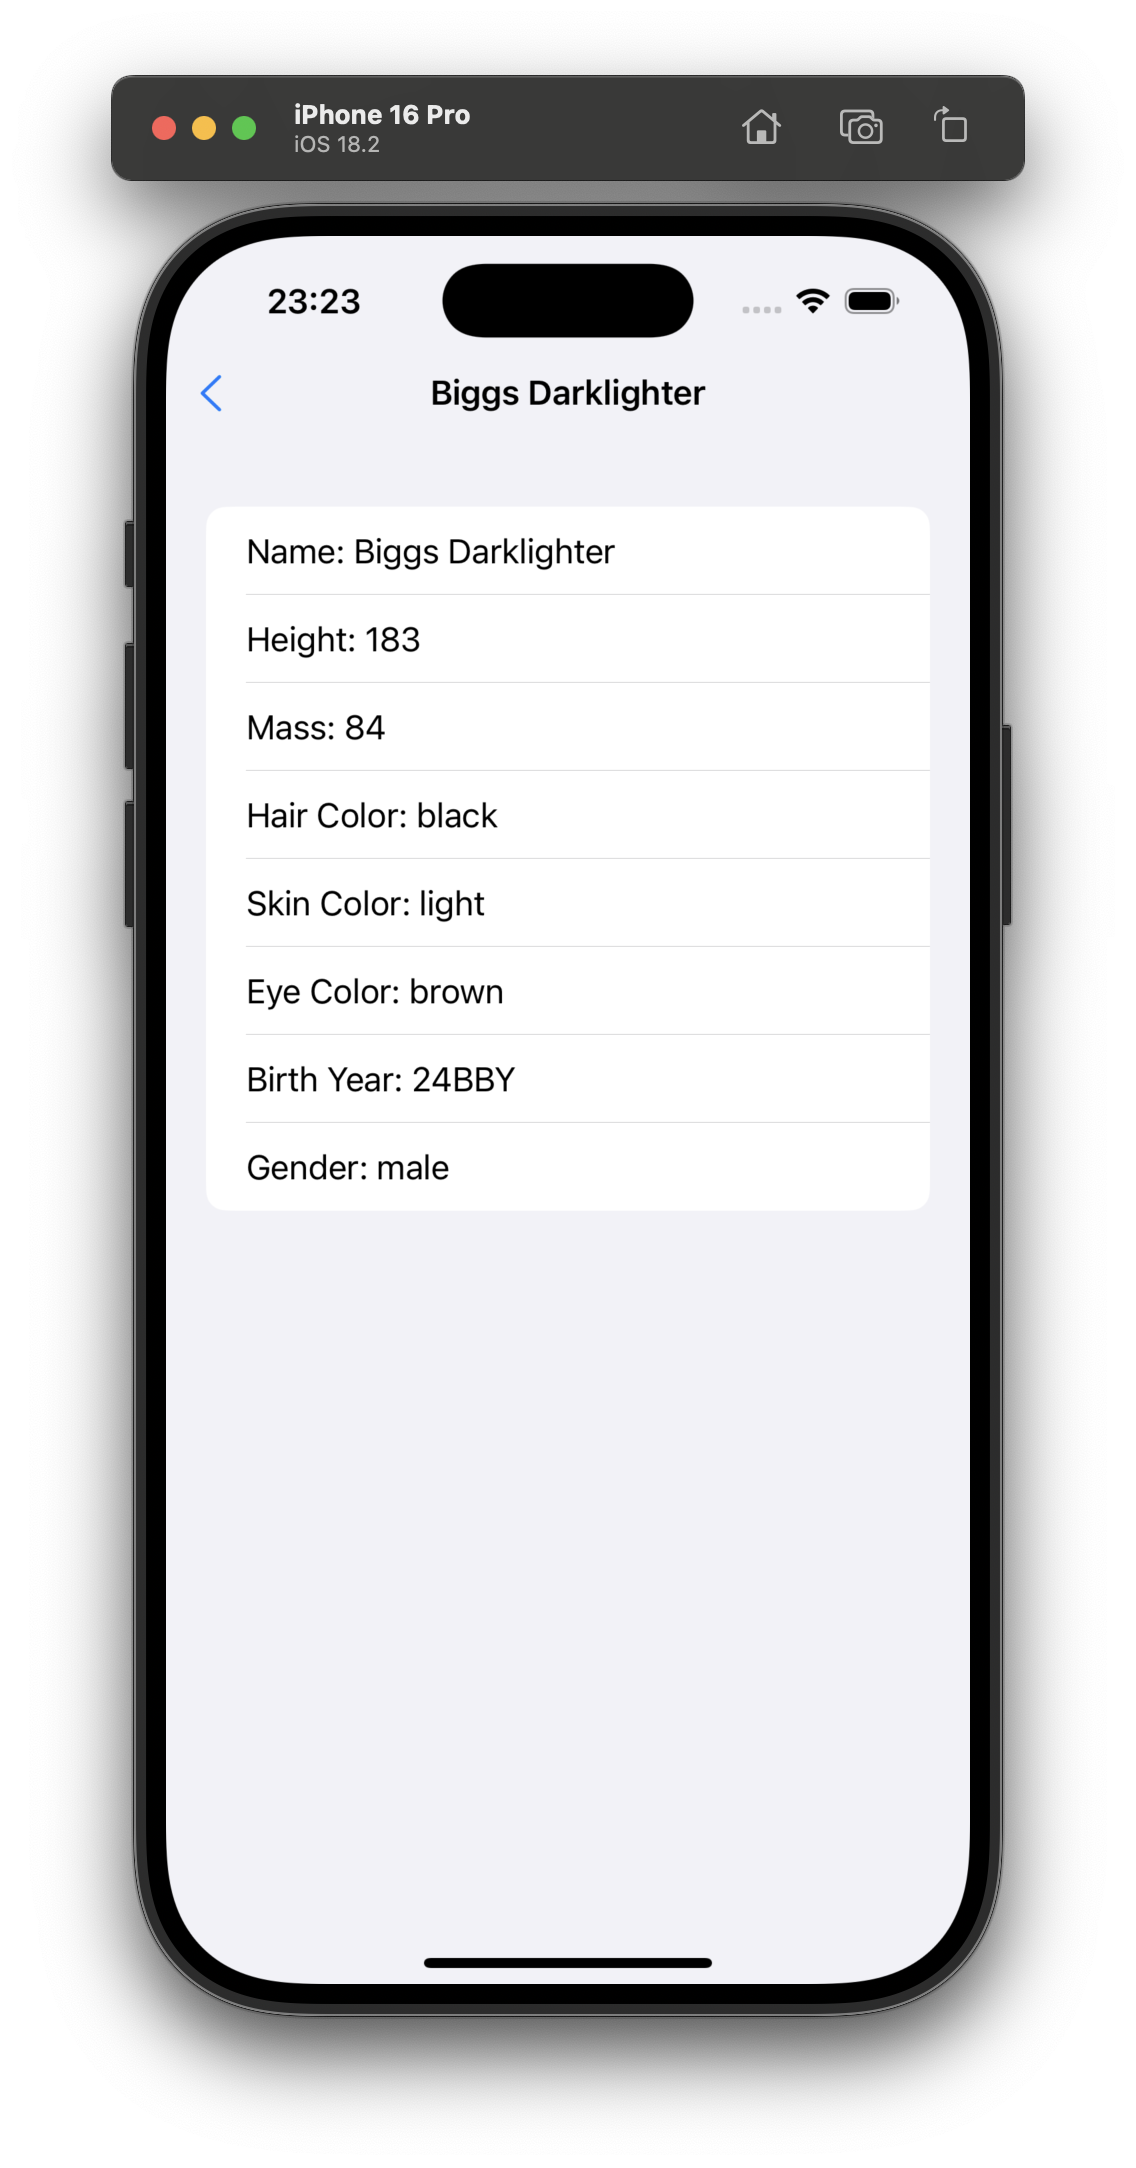 iPhone 16 Pro
iOS 18.2
23:23
Biggs Darklighter
Name: Biggs Darklighter
Height: 183
Mass: 84
Hair Color: black
Skin Color: light
Eye Color: brown
Birth Year: 24BBY
Gender: male